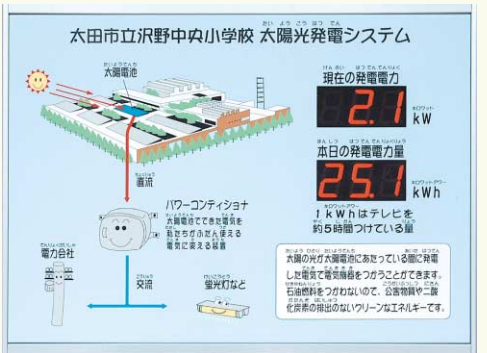 太田市立沢野中央小学校 太陽光発電システム
太陽電池
現在の発電電力
2.1 kW
本日の発電電力量
25.1 kWh
1kWhはテレビを
約5時間つけている量
直流
パワーコンディショナ
太陽電池でできた電気を
私たちがふだん使える
電気に変える装置
電力会社
交流
蛍光灯など
太陽の光が太陽電池にあたっている間に発電
した電気で電気機器をつかうことができます。
石油燃料をつかわないので、公害物質や二酸
化炭素の排出のないクリーンなエネルギーです。